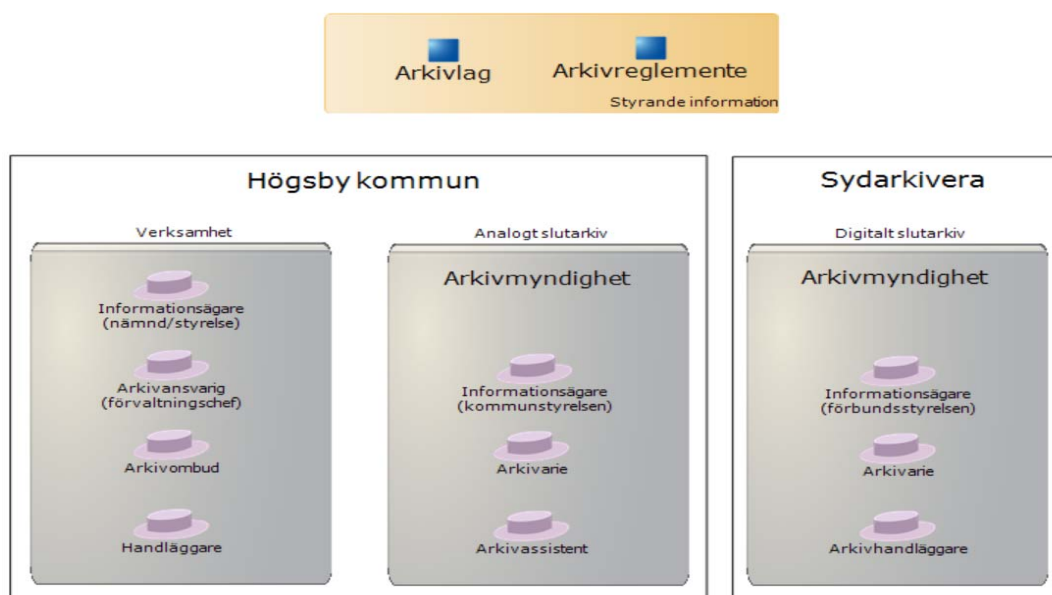 Arkivlag
Arkivreglemente
Styrande information
Högsby kommun
Verksamhet
Informationsägare
(nämnd/styrelse)
Arkivansvarig
(förvaltningschef)
Arkivombud
Handläggare
Analogt slutarkiv
Arkivmyndighet
Informationsägare
(kommunstyrelsen)
Arkivarie
Arkivassistent
Sydarkivera
Digitalt slutarkiv
Arkivmyndighet
Informationsägare
(förbundsstyrelsen)
Arkivarie
Arkivhandläggare